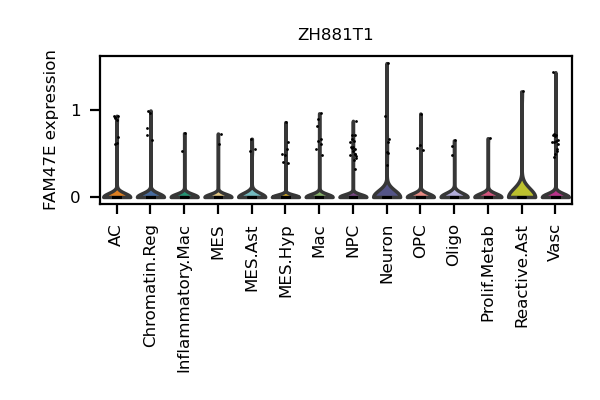 ZH881T1
FAM47E expression
1
0
AC
Chromatin.Reg
Inflammatory.Mac
MES
MES.Ast
MES.Hyp
Mac
NPC
Neuron
OPC
Oligo
Prolif.Metab
Reactive.Ast
Vasc